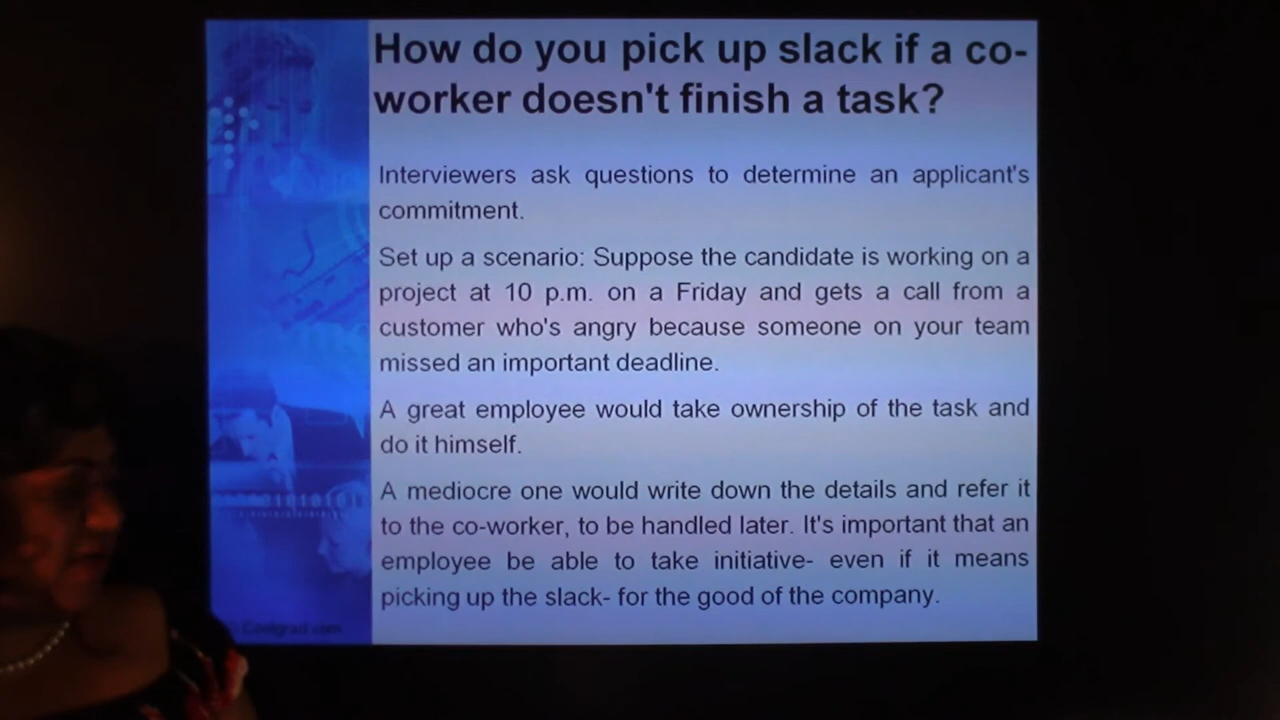 How do you pick up slack if a co-
worker doesn't finish a task?
Interviewers ask questions to determine an applicant's
commitment.
Set up a scenario: Suppose the candidate is working on a
project at 10 p.m. on a Friday and gets a call from a
customer who's angry because someone on your team
missed an important deadline.
A great employee would take ownership of the task and
do it himself.
A mediocre one would write down the details and refer it
to the co-worker, to be handled later. It's important that an
employee be able to take initiative- even if it means
picking up the slack- for the good of the company.